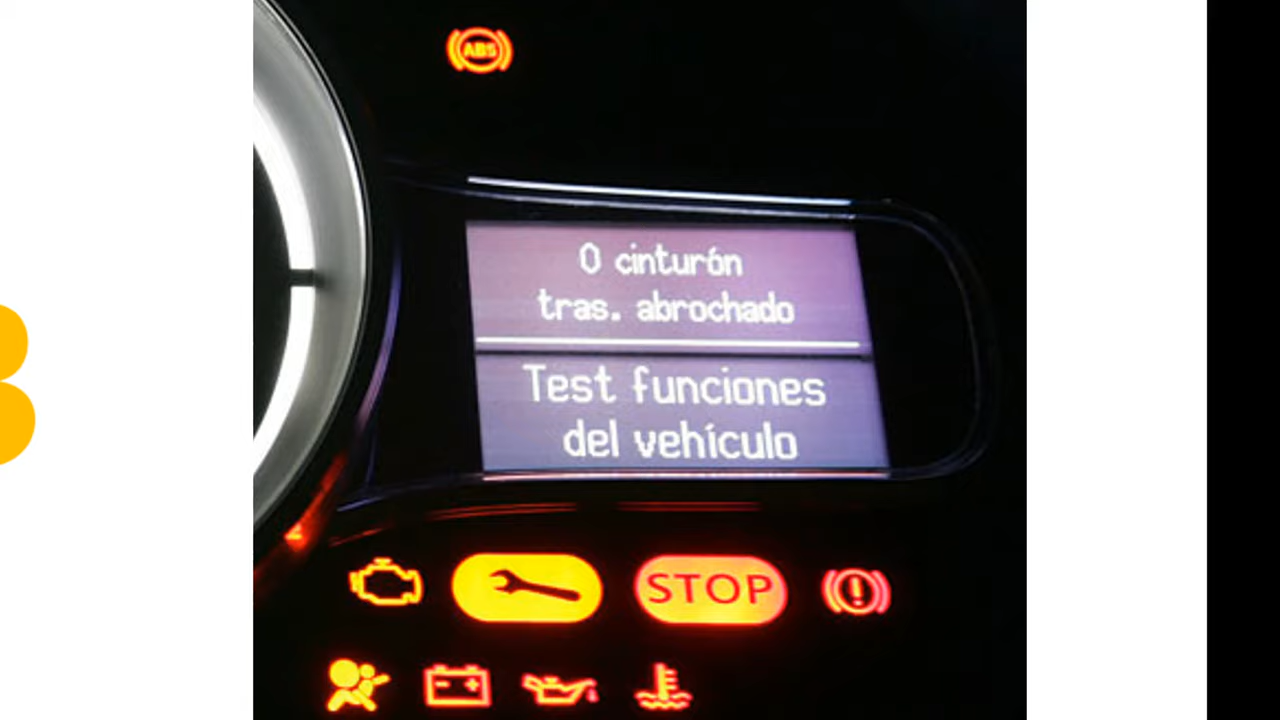 ABS
0 cinturón
tras. abrochado
Test funciones
del vehículo
STOP